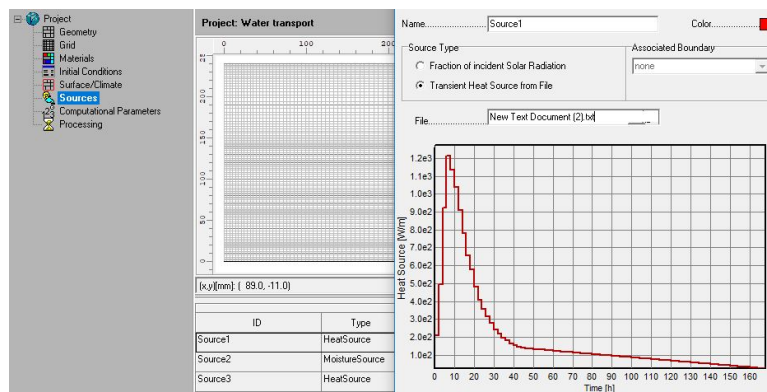 Project
Geometry
Grid
Materials
Initial Conditions
Surface/Climate
Sources
Computational Parameters
Processing
Project: Water transport
0 100 200
0 50 100 150 200
(x,y)[mm]: ( 89.0, -11.0)
ID Type
Source1 HeatSource
Source2 MoistureSource
Source3 HeatSource
Name Source1 Color
Source Type
Fraction of incident Solar Radiation
Transient Heat Source from File
Associated Boundary
none
File New Text Document (2).txt
Heat Source [W/m]
1.2e3
1.1e3
1.0e3
9.0e2
8.0e2
7.0e2
6.0e2
5.0e2
4.0e2
3.0e2
2.0e2
1.0e2
0 10 20 30 40 50 60 70 80 90 100 110 120 130 140 150 160
Time [h]